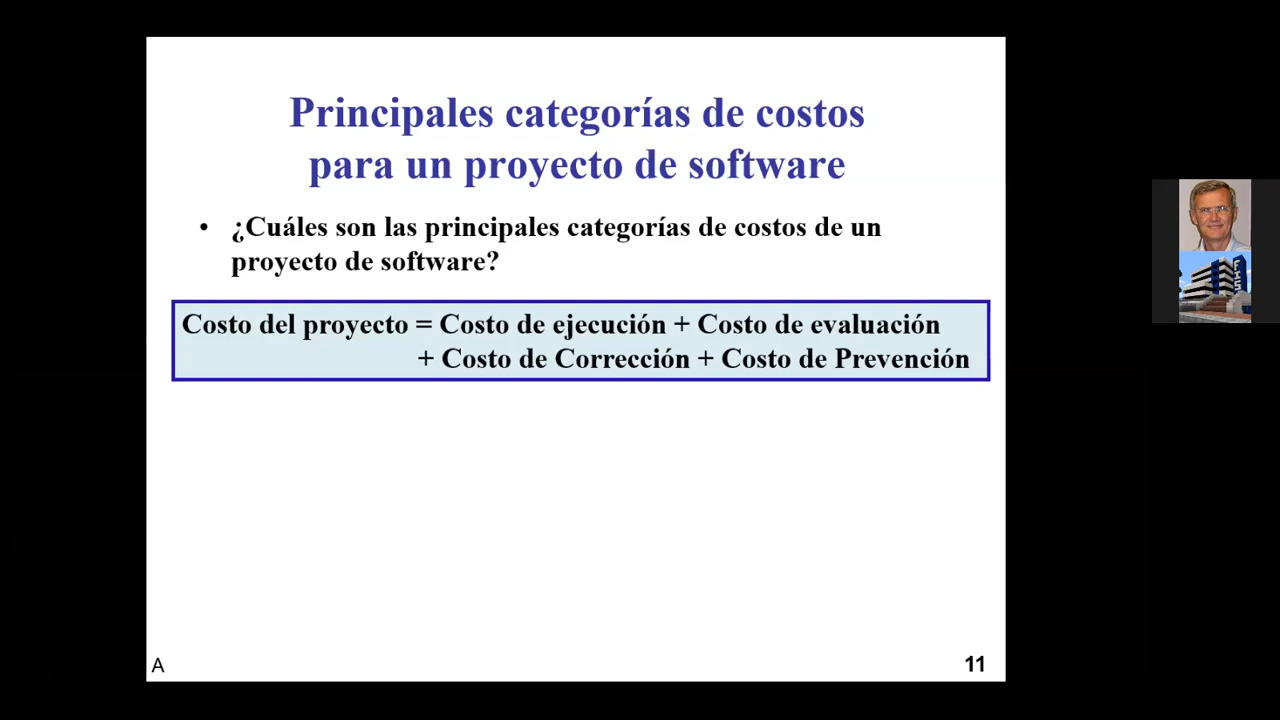 Principales categorías de costos
para un proyecto de software
• ¿Cuáles son las principales categorías de costos de un
proyecto de software?
Costo del proyecto = Costo de ejecución + Costo de evaluación
+ Costo de Corrección + Costo de Prevención
A
11